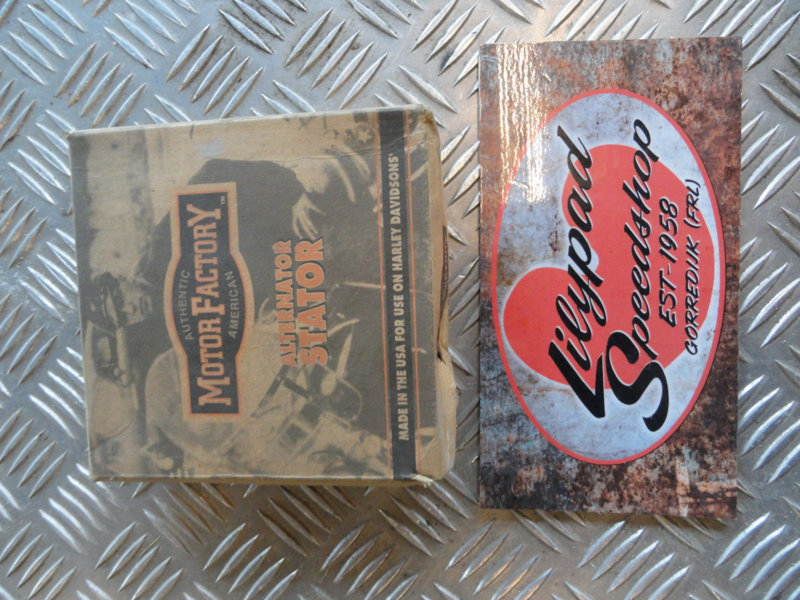 AUTHENTIC
MOTOR FACTORY™
AMERICAN
ALTERNATOR
STATOR
MADE IN THE USA FOR USE ON HARLEY DAVIDSONS'
Lilypad
Speedshop
EST-1958
GORREDIJK (FRL)